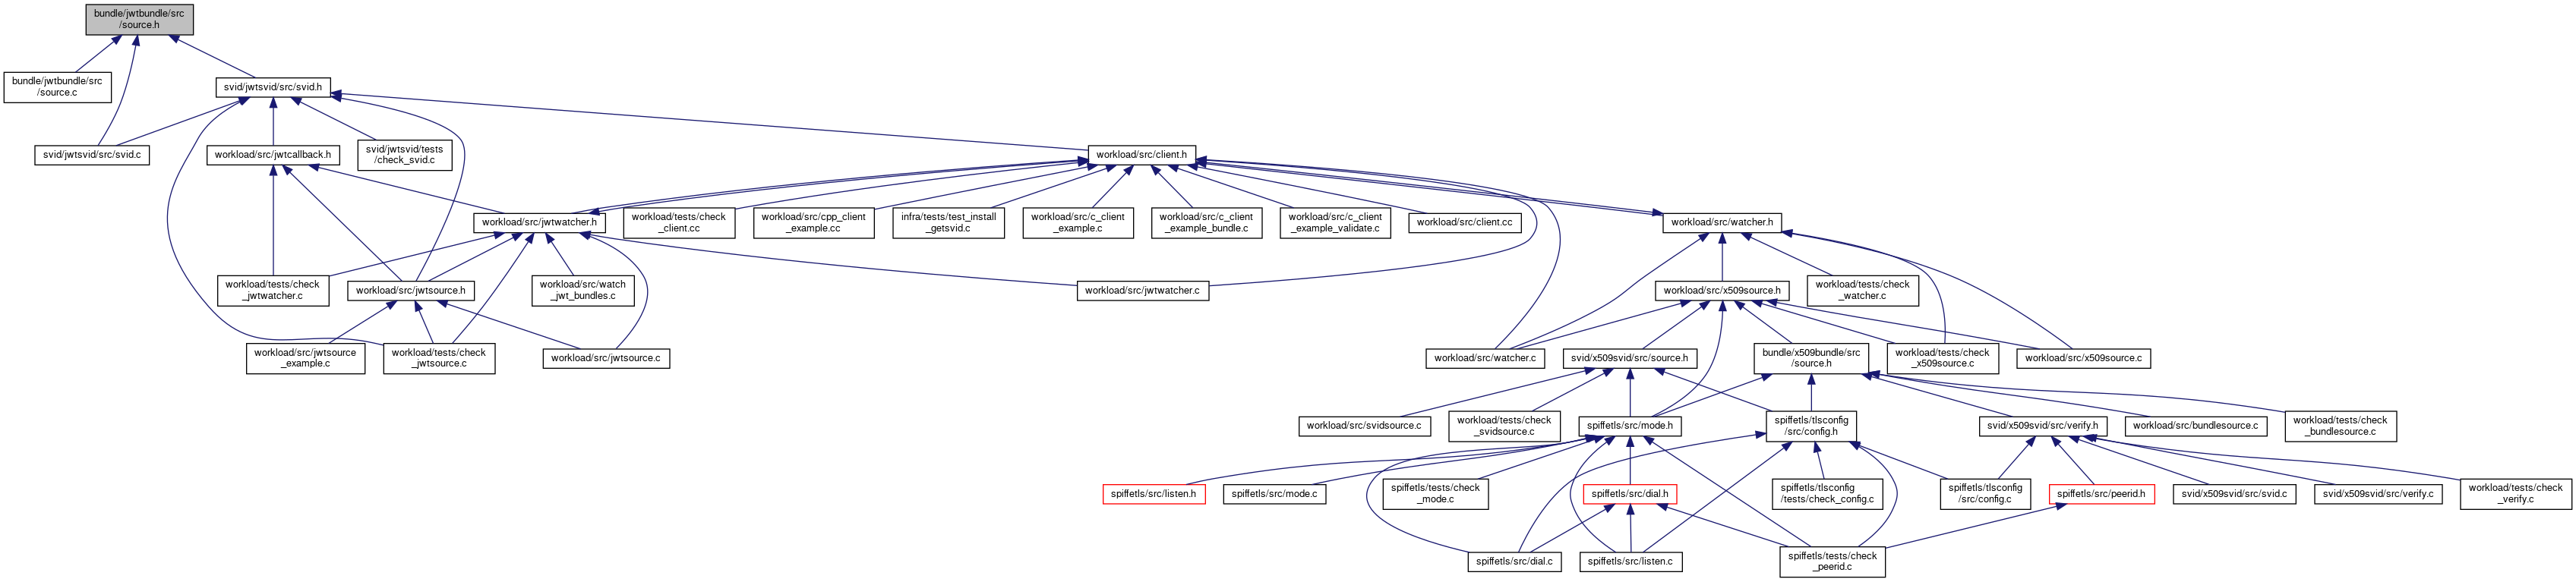 bundle/jwtbundle/src
/source.h
bundle/jwtbundle/src
/source.c
svid/jwtsvid/src/svid.h
svid/jwtsvid/src/svid.c
workload/src/jwtcallback.h
svid/jwtsvid/tests
/check_svid.c
workload/src/client.h
workload/src/jwtwatcher.h
workload/tests/check
_client.cc
workload/src/cpp_client
_example.cc
infra/tests/test_install
_getsvid.c
workload/src/c_client
_example.c
workload/src/c_client
_example_bundle.c
workload/src/c_client
_example_validate.c
workload/src/client.cc
workload/src/watcher.h
workload/tests/check
_jwtwatcher.c
workload/src/jwtsource.h
workload/src/watch
_jwt_bundles.c
workload/src/jwtwatcher.c
workload/src/x509source.h
workload/tests/check
_watcher.c
workload/src/jwtsource
_example.c
workload/tests/check
_jwtsource.c
workload/src/jwtsource.c
workload/src/watcher.c
svid/x509svid/src/source.h
bundle/x509bundle/src
/source.h
workload/tests/check
_x509source.c
workload/src/x509source.c
workload/src/svidsource.c
workload/tests/check
_svidsource.c
spiffetls/src/mode.h
spiffetls/tlsconfig
/src/config.h
svid/x509svid/src/verify.h
workload/src/bundlesource.c
workload/tests/check
_bundlesource.c
spiffetls/src/listen.h
spiffetls/src/mode.c
spiffetls/tests/check
_mode.c
spiffetls/src/dial.h
spiffetls/tlsconfig
/tests/check_config.c
spiffetls/tlsconfig
/src/config.c
spiffetls/src/peerid.h
svid/x509svid/src/svid.c
svid/x509svid/src/verify.c
workload/tests/check
_verify.c
spiffetls/src/dial.c
spiffetls/src/listen.c
spiffetls/tests/check
_peerid.c